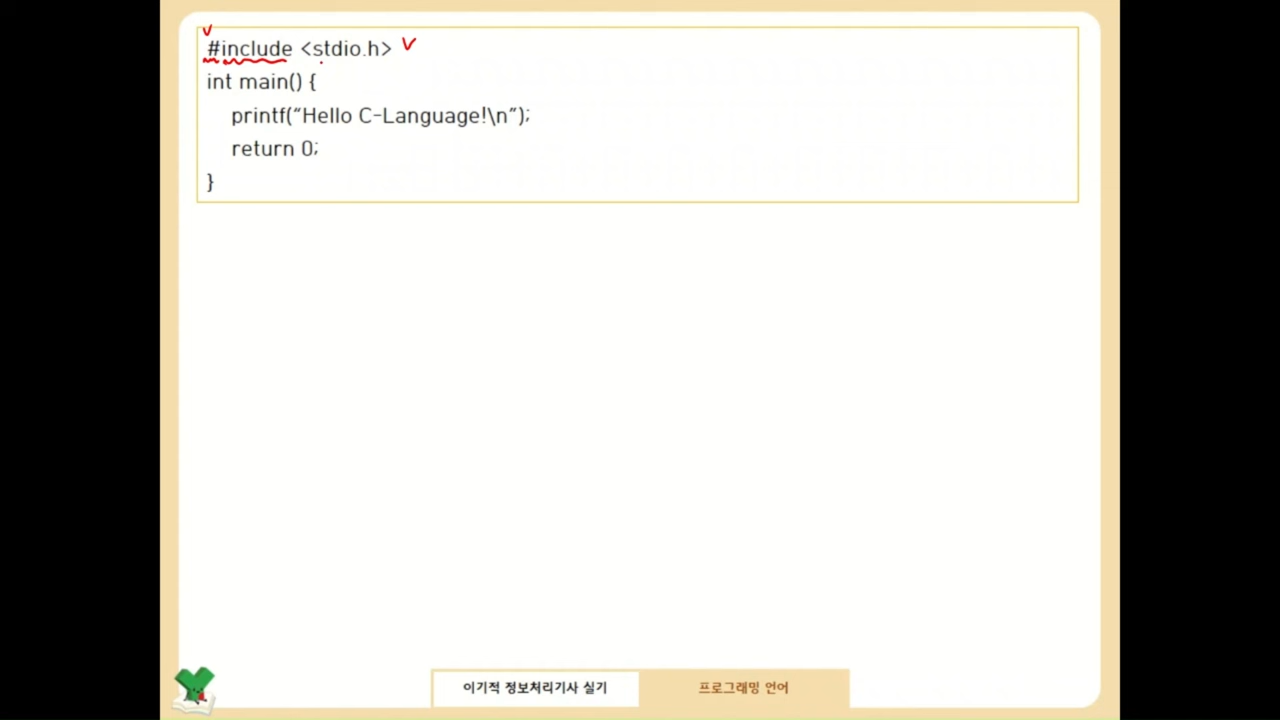 #include <stdio.h>
int main() {
printf(“Hello C-Language!\n”);
return 0;
}
이기적 정보처리기사 실기
프로그래밍 언어